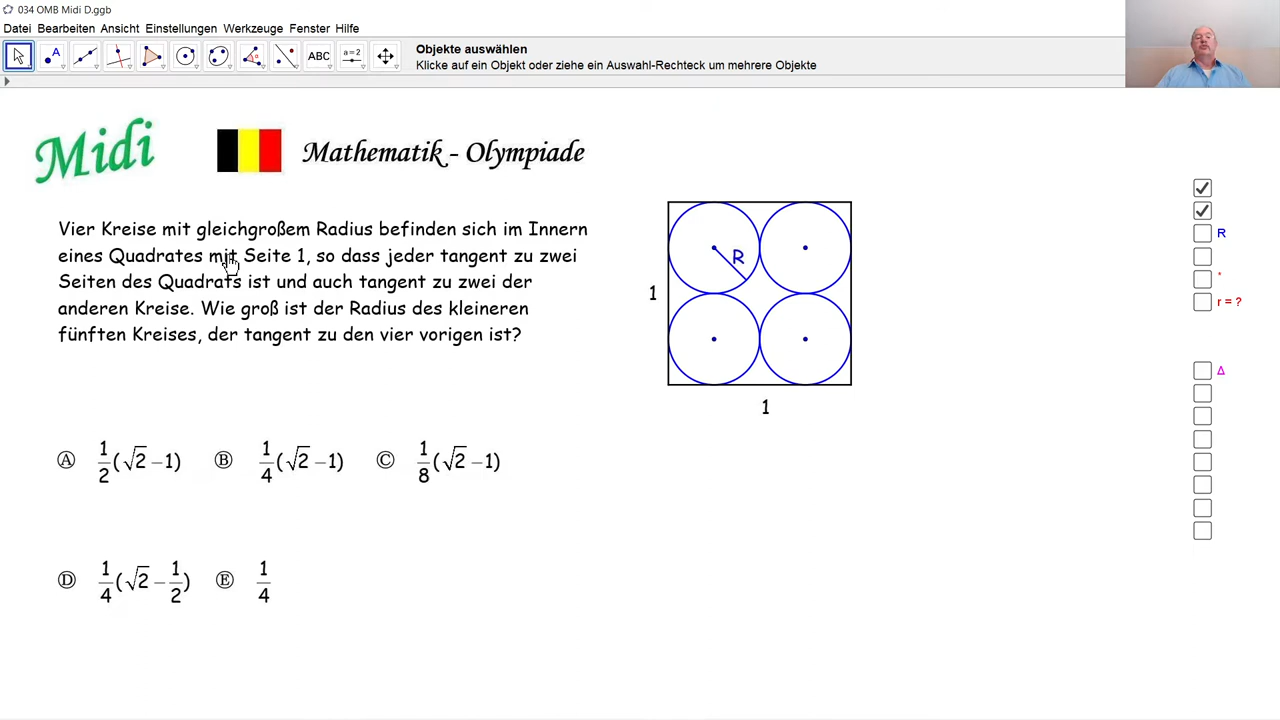 034 OMB Midi D.ggb
Datei Bearbeiten Ansicht Einstellungen Werkzeuge Fenster Hilfe
A ABC a=2
Objekte auswählen
Klicke auf ein Objekt oder ziehe ein Auswahl-Rechteck um mehrere Objekte
Midi
Mathematik - Olympiade
Vier Kreise mit gleichgroßem Radius befinden sich im Innern
eines Quadrates mit Seite 1, so dass jeder tangent zu zwei
Seiten des Quadrats ist und auch tangent zu zwei der
anderen Kreise. Wie groß ist der Radius des kleineren
fünften Kreises, der tangent zu den vier vorigen ist?
R
1
1
R
*
r = ?
Δ
Ⓐ 1/2(√2 – 1) Ⓑ 1/4(√2 – 1) Ⓒ 1/8(√2 – 1)
Ⓓ 1/4(√2 – 1/2) Ⓔ 1/4